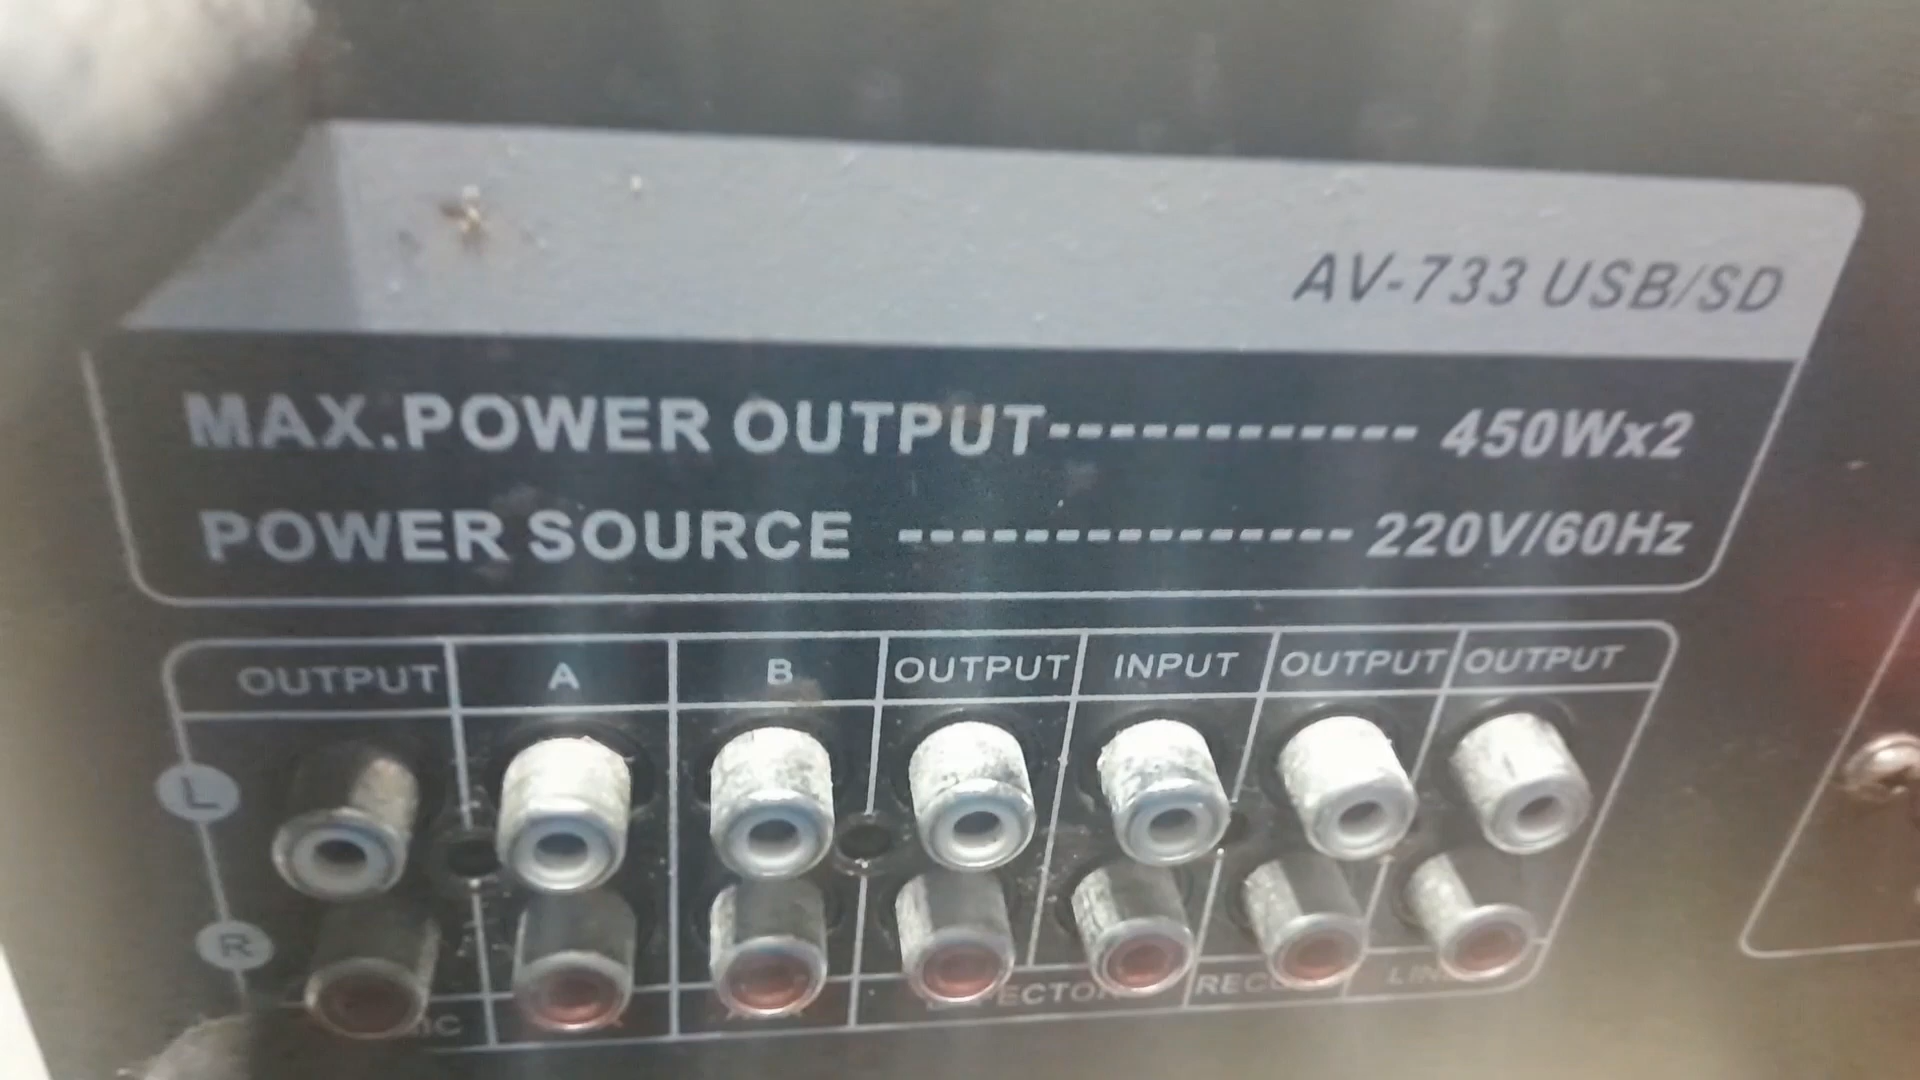 AV-733 USB/SD
MAX.POWER OUTPUT------------ 450Wx2
POWER SOURCE --------------- 220V/60Hz
OUTPUT A B OUTPUT INPUT OUTPUT OUTPUT
L
R